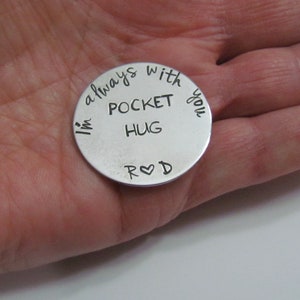 I'm always with you
POCKET
HUG
R♡D